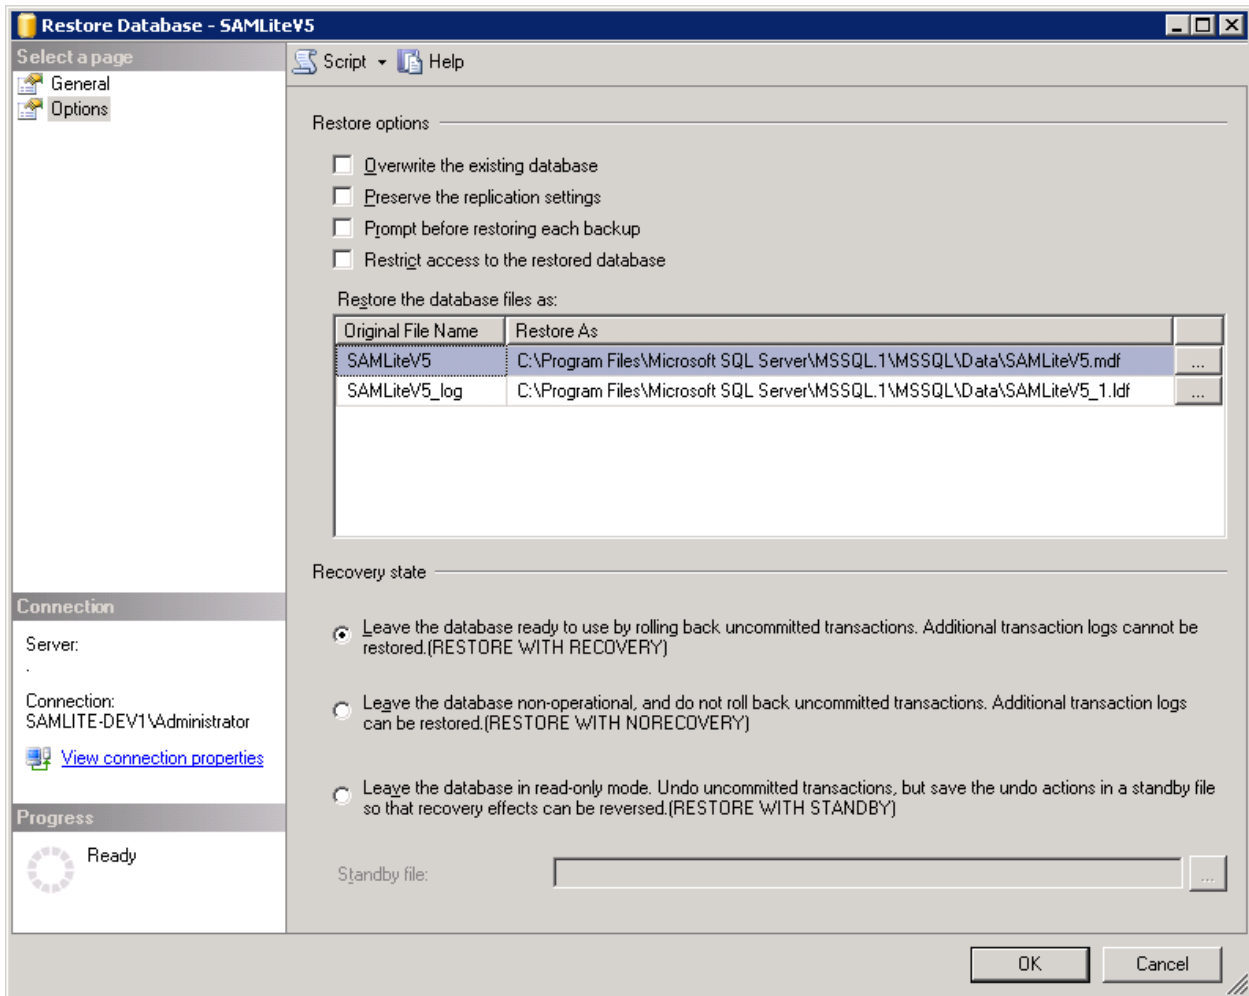 Restore Database - SAMLiteV5
Select a page
General
Options
Script Help
Restore options
Overwrite the existing database
Preserve the replication settings
Prompt before restoring each backup
Restrict access to the restored database
Restore the database files as:
Original File Name Restore As
SAMLiteV5 C:\Program Files\Microsoft SQL Server\MSSQL.1\MSSQL\Data\SAMLiteV5.mdf ...
SAMLiteV5_log C:\Program Files\Microsoft SQL Server\MSSQL.1\MSSQL\Data\SAMLiteV5_1.ldf ...
Recovery state
Leave the database ready to use by rolling back uncommitted transactions. Additional transaction logs cannot be
restored.(RESTORE WITH RECOVERY)
Leave the database non-operational, and do not roll back uncommitted transactions. Additional transaction logs
can be restored.(RESTORE WITH NORECOVERY)
Leave the database in read-only mode. Undo uncommitted transactions, but save the undo actions in a standby file
so that recovery effects can be reversed.(RESTORE WITH STANDBY)
Standby file: ...
Connection
Server:
.
Connection:
SAMLITE-DEV1\Administrator
View connection properties
Progress
Ready
OK Cancel